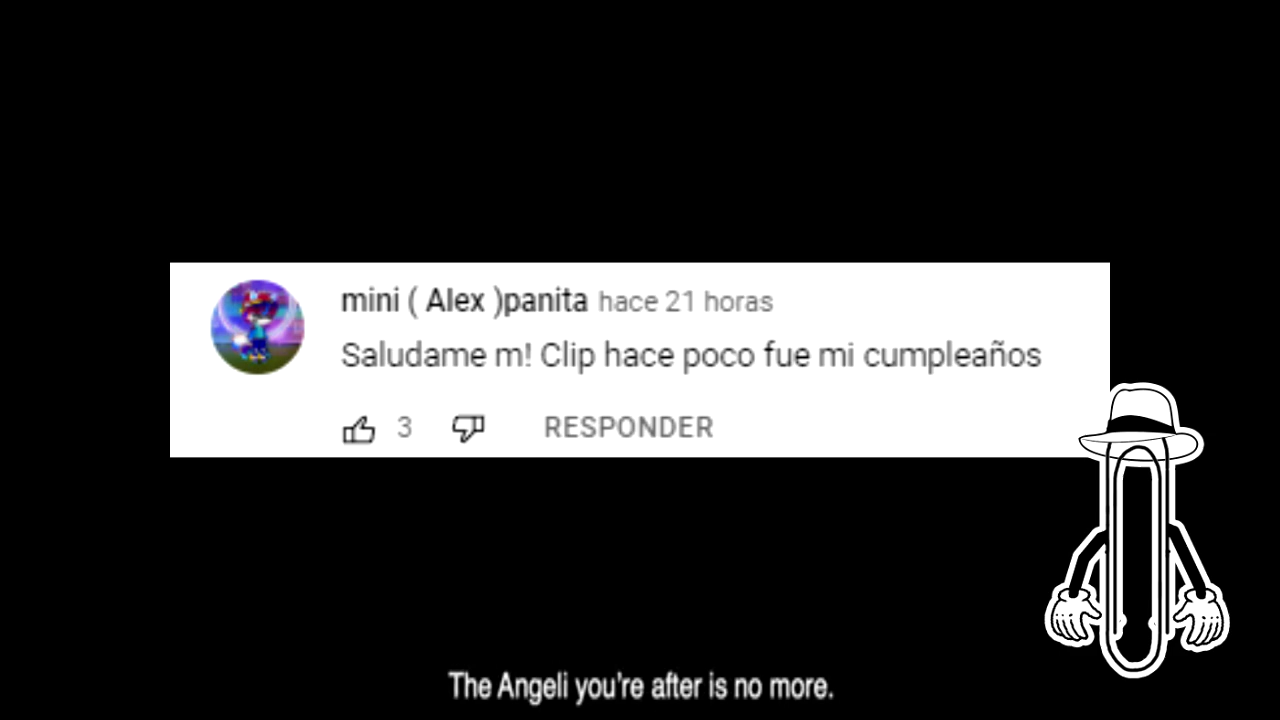 mini ( Alex )panita hace 21 horas
Saludame m! Clip hace poco fue mi cumpleaños
3 RESPONDER
The Angeli you're after is no more.